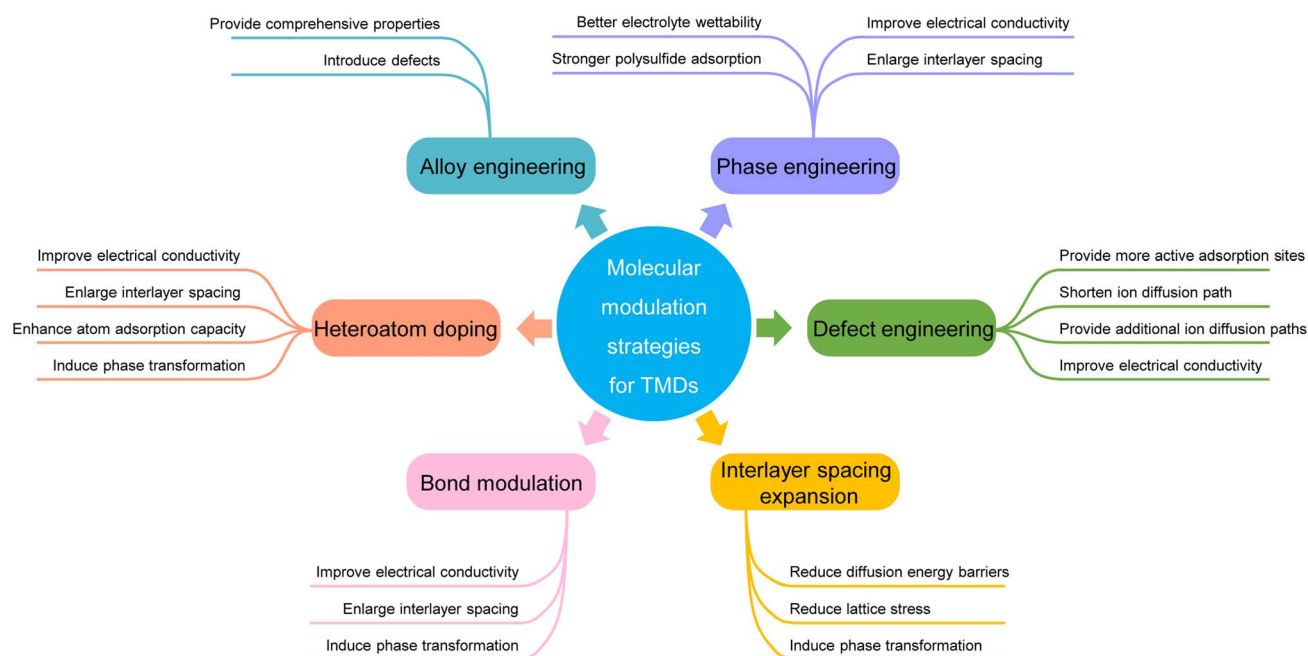 Provide comprehensive properties
Introduce defects
Alloy engineering
Better electrolyte wettability
Stronger polysulfide adsorption
Improve electrical conductivity
Enlarge interlayer spacing
Phase engineering
Molecular
modulation
strategies
for TMDs
Improve electrical conductivity
Enlarge interlayer spacing
Enhance atom adsorption capacity
Induce phase transformation
Heteroatom doping
Defect engineering
Provide more active adsorption sites
Shorten ion diffusion path
Provide additional ion diffusion paths
Improve electrical conductivity
Bond modulation
Improve electrical conductivity
Enlarge interlayer spacing
Induce phase transformation
Interlayer spacing
expansion
Reduce diffusion energy barriers
Reduce lattice stress
Induce phase transformation